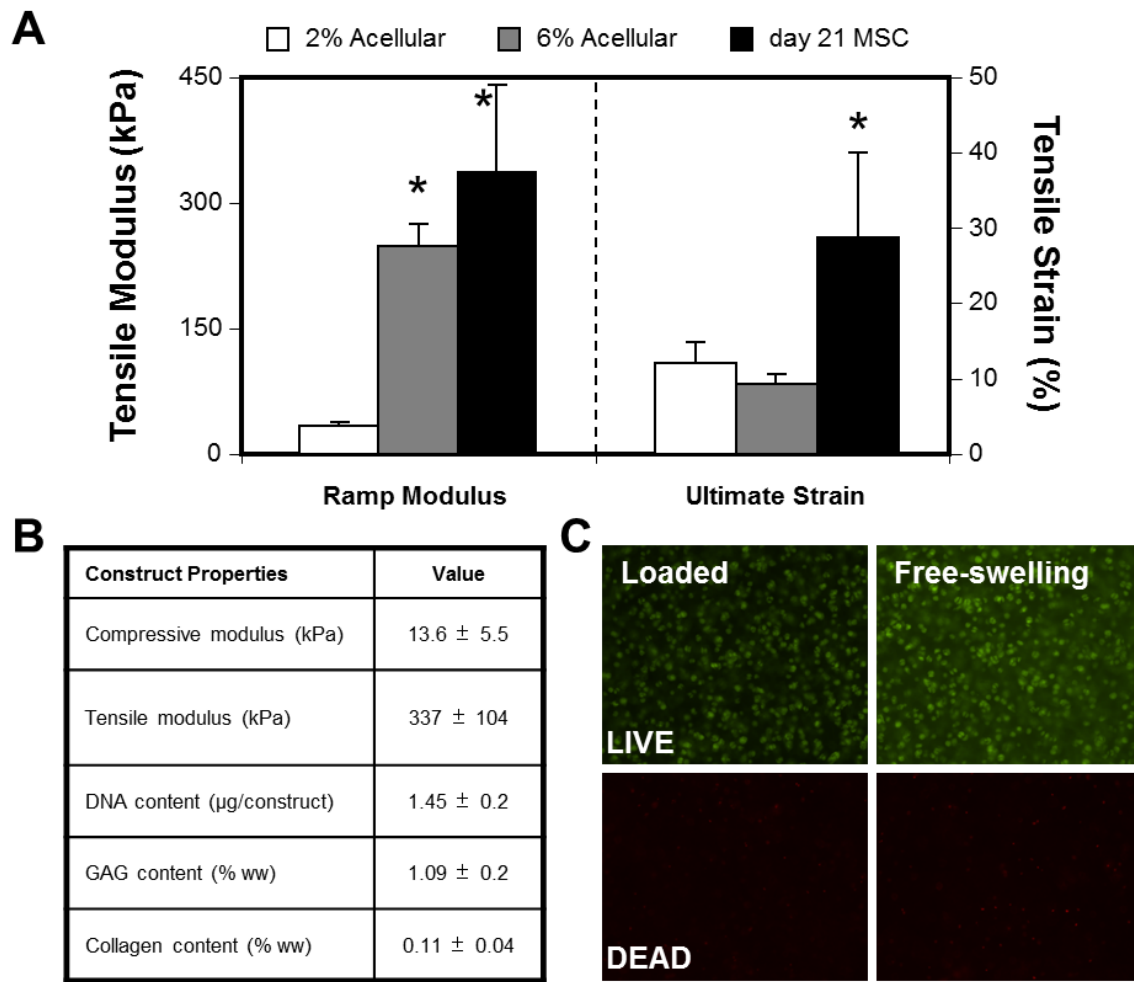 A
2% Acellular 6% Acellular day 21 MSC
Tensile Modulus (kPa)
450
300
150
0
*
*
*
50
40
30
20
10
0
Tensile Strain (%)
Ramp Modulus Ultimate Strain
B
Construct Properties Value
Compressive modulus (kPa) 13.6 ± 5.5
Tensile modulus (kPa) 337 ± 104
DNA content (µg/construct) 1.45 ± 0.2
GAG content (% ww) 1.09 ± 0.2
Collagen content (% ww) 0.11 ± 0.04
C
Loaded Free-swelling
LIVE
DEAD